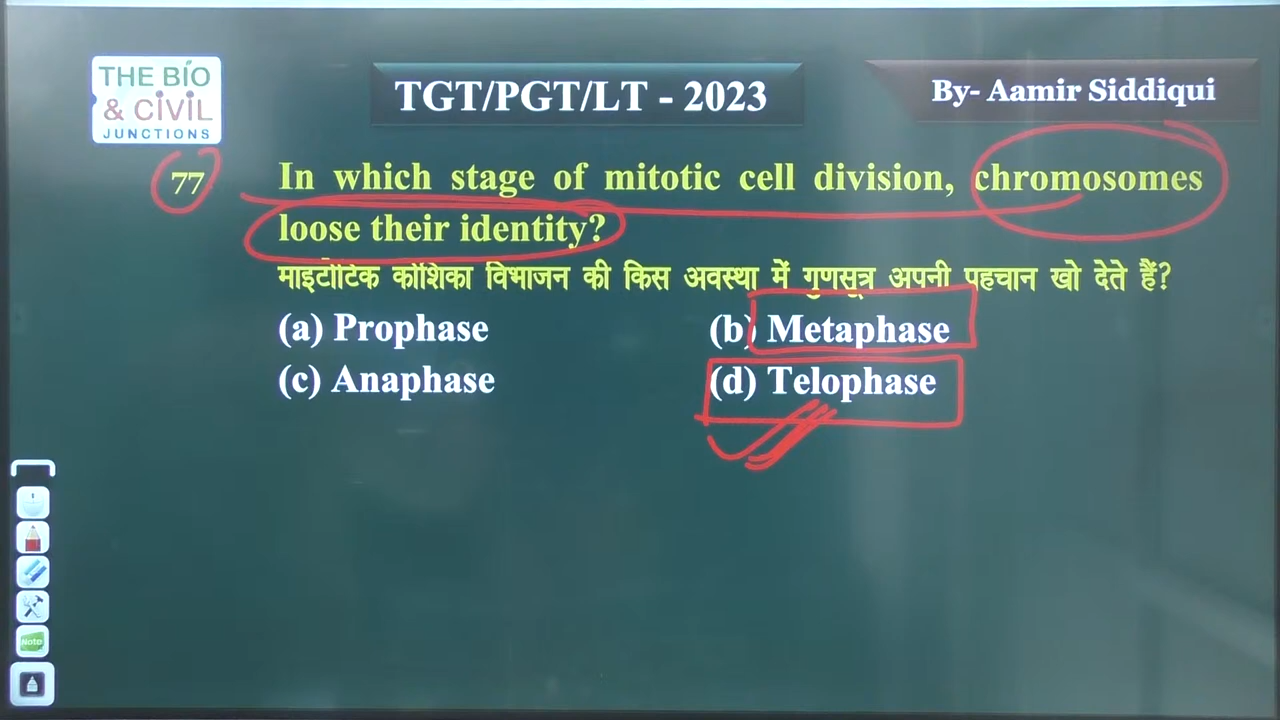 THE BIO
& CIVIL
JUNCTIONS
TGT/PGT/LT - 2023
By- Aamir Siddiqui
77
In which stage of mitotic cell division, chromosomes
loose their identity?
माइटोटिक कोशिका विभाजन की किस अवस्था में गुणसूत्र अपनी पहचान खो देते हैं?
(a) Prophase
(b) Metaphase
(c) Anaphase
(d) Telophase
Note